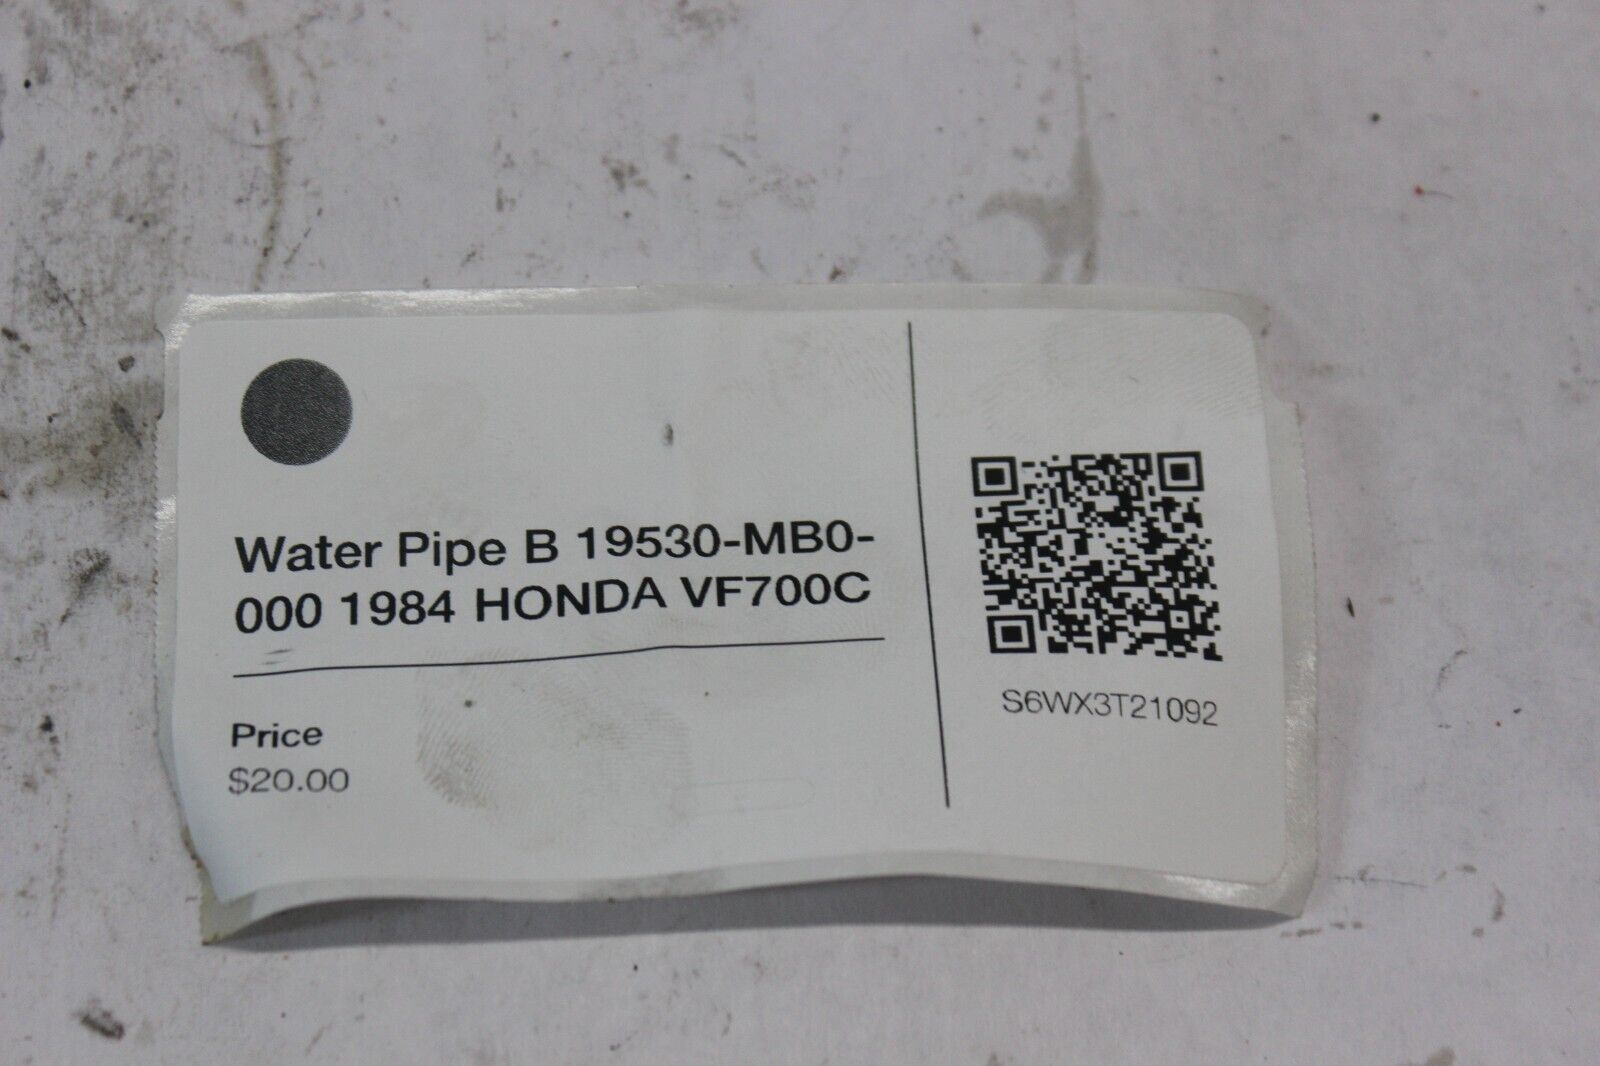 Water Pipe B 19530-MB0-
000 1984 HONDA VF700C
Price
$20.00
S6WX3T21092